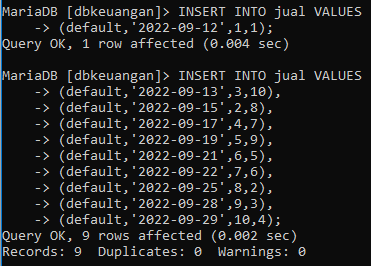 MariaDB [dbkeuangan]> INSERT INTO jual VALUES
    -> (default,'2022-09-12',1,1);
Query OK, 1 row affected (0.004 sec)

MariaDB [dbkeuangan]> INSERT INTO jual VALUES
    -> (default,'2022-09-13',3,10),
    -> (default,'2022-09-15',2,8),
    -> (default,'2022-09-17',4,7),
    -> (default,'2022-09-19',5,9),
    -> (default,'2022-09-21',6,5),
    -> (default,'2022-09-22',7,6),
    -> (default,'2022-09-25',8,2),
    -> (default,'2022-09-28',9,3),
    -> (default,'2022-09-29',10,4);
Query OK, 9 rows affected (0.002 sec)
Records: 9  Duplicates: 0  Warnings: 0